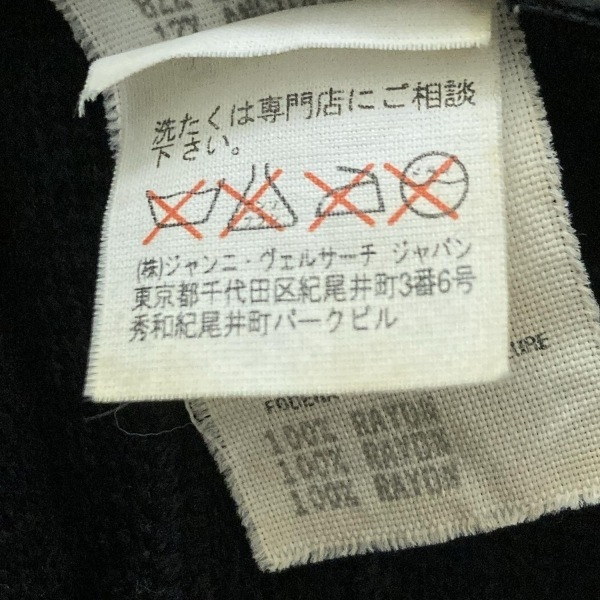 洗たくは専門店にご相談
下さい。
(株)ジャンニ・ヴェルサーチ ジャパン
東京都千代田区紀尾井町3番6号
秀和紀尾井町パークビル
100% RAYON
100% RAYON
100% RAYON